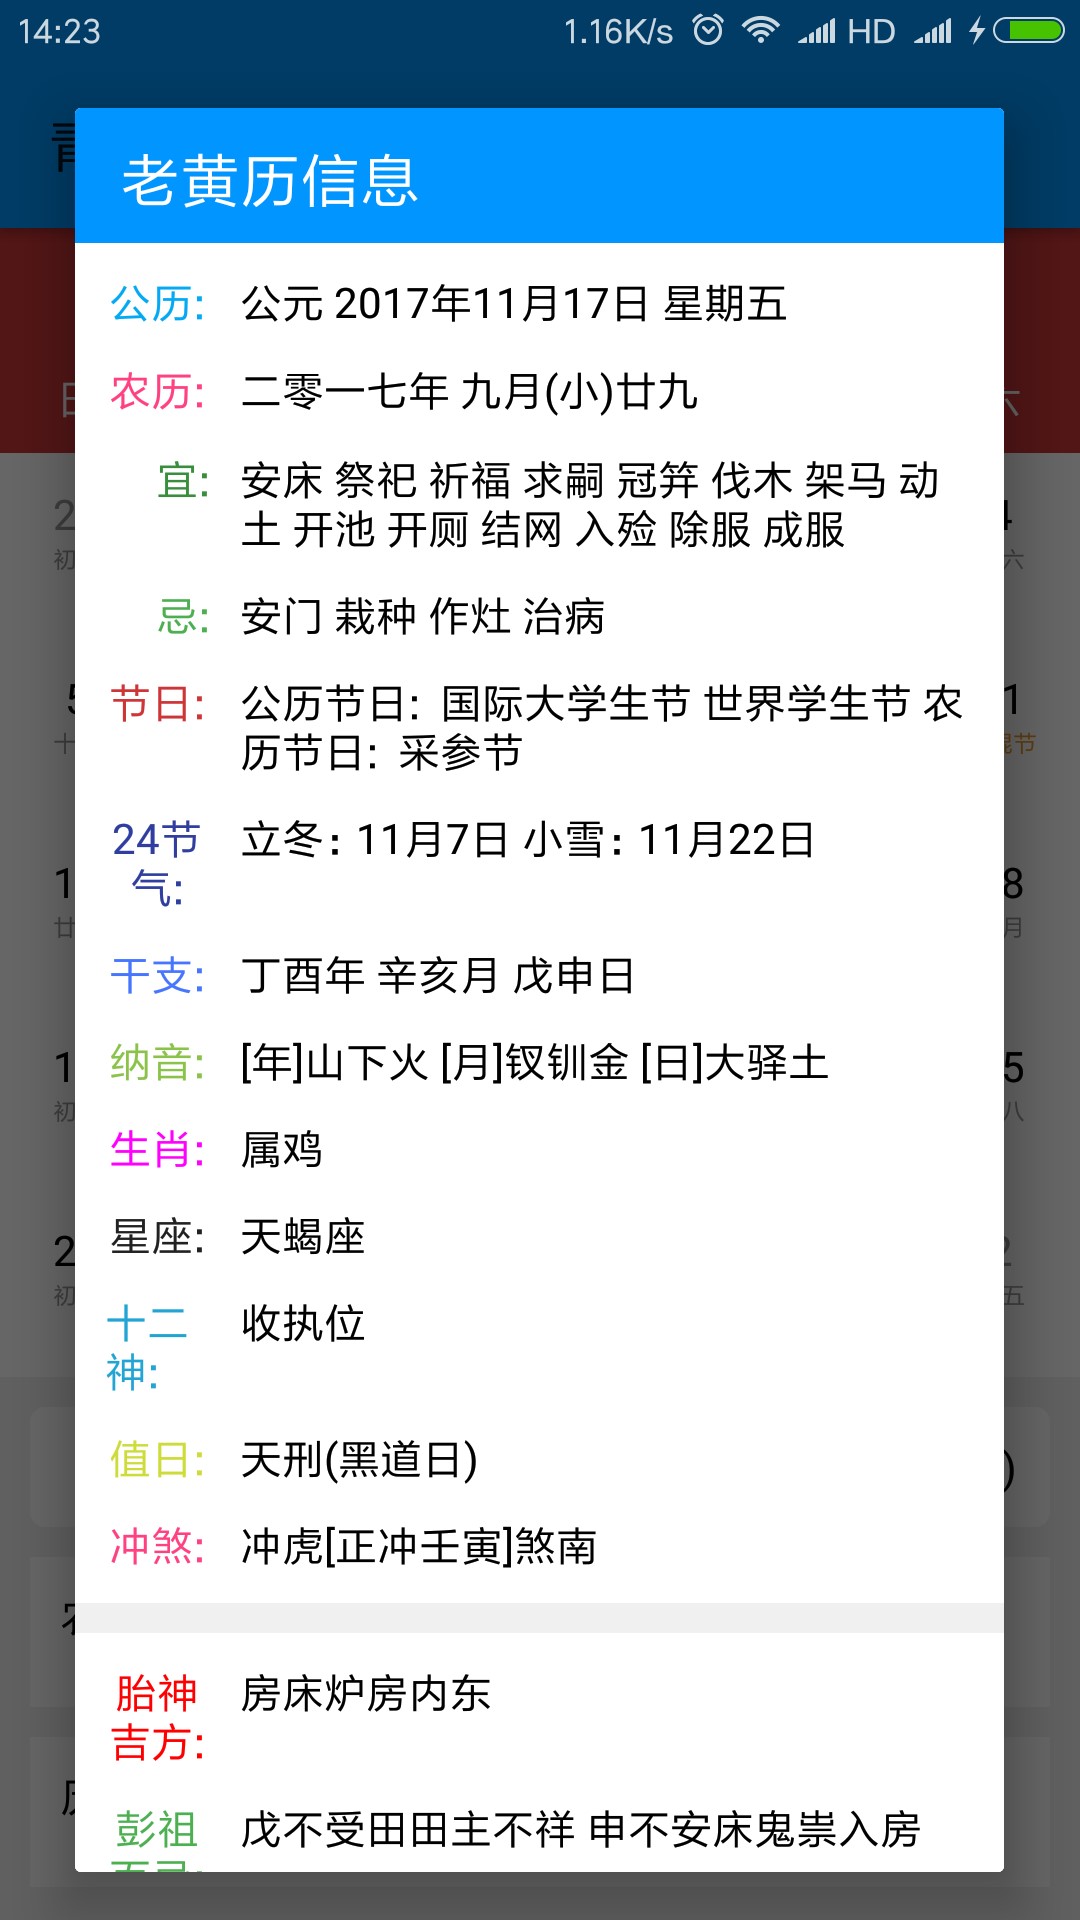 14:23 1.16K/s HD
老黄历信息
公历: 公元 2017年11月17日 星期五
农历: 二零一七年 九月(小)廿九
宜: 安床 祭祀 祈福 求嗣 冠笄 伐木 架马 动
土 开池 开厕 结网 入殓 除服 成服
忌: 安门 栽种 作灶 治病
节日: 公历节日: 国际大学生节 世界学生节 农
历节日: 采参节
24节 立冬: 11月7日 小雪: 11月22日
气:
干支: 丁酉年 辛亥月 戊申日
纳音: [年]山下火 [月]钗钏金 [日]大驿土
生肖: 属鸡
星座: 天蝎座
十二 收执位
神:
值日: 天刑(黑道日)
冲煞: 冲虎[正冲壬寅]煞南
胎神 房床炉房内东
吉方:
彭祖 戊不受田田主不祥 申不安床鬼祟入房